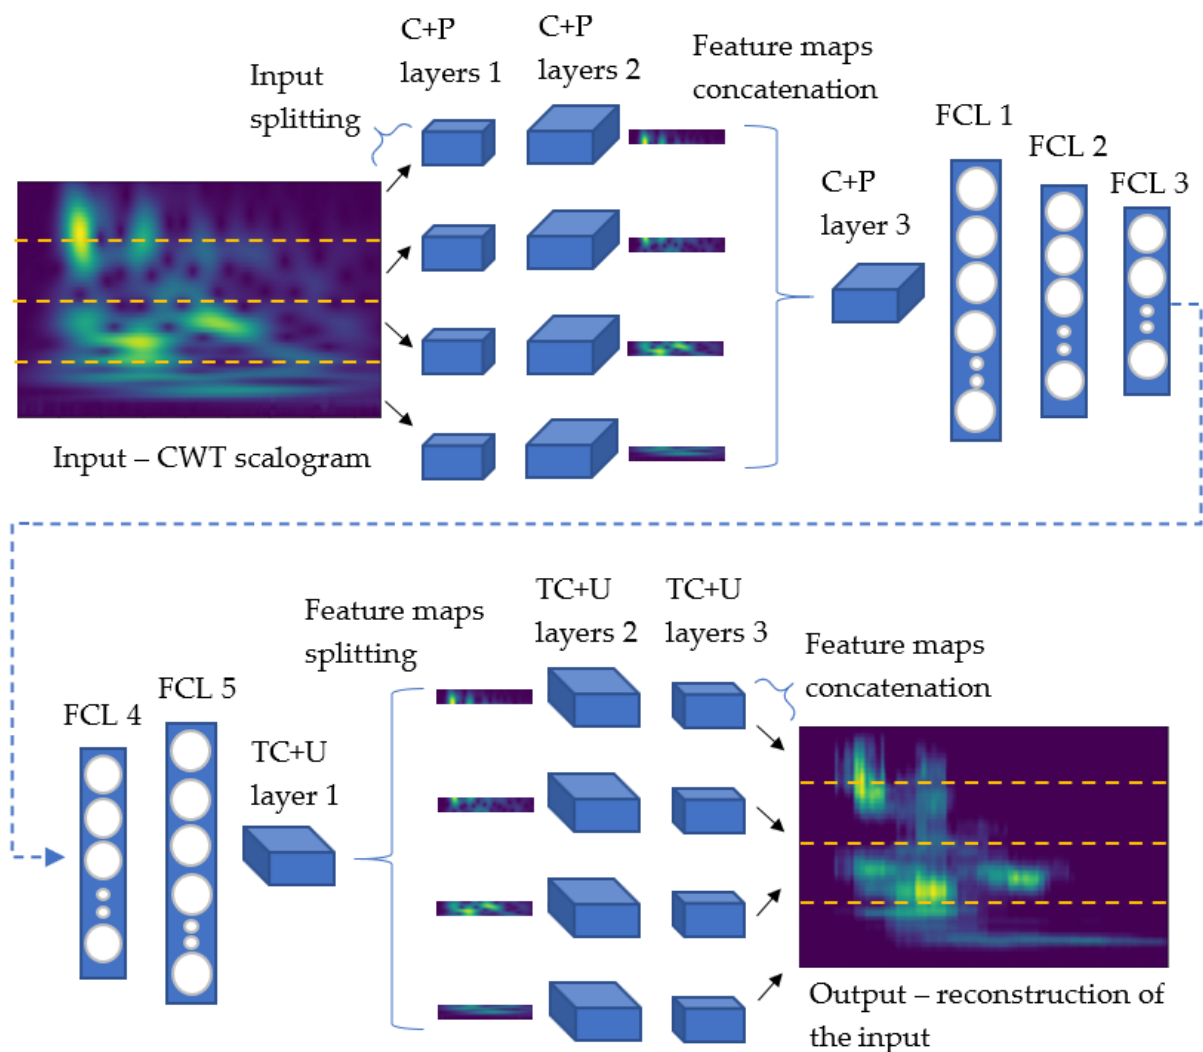 C+P
layers 1
C+P
layers 2
Feature maps
concatenation
Input
splitting
FCL 1
FCL 2
FCL 3
C+P
layer 3
Input – CWT scalogram
Feature maps
splitting
TC+U
layers 2
TC+U
layers 3
Feature maps
concatenation
FCL 4
FCL 5
TC+U
layer 1
Output – reconstruction of
the input